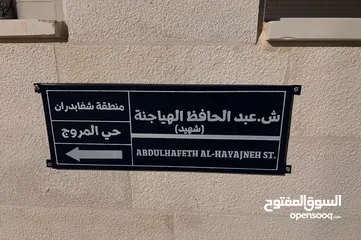 ش.عبد الحافظ الهياجنة
(شهيد)
ABDULHAFETH AL-HAYAJNEH ST.
منطقة شفابدران
حي المروج
السوق المفتوح
opensooq.com